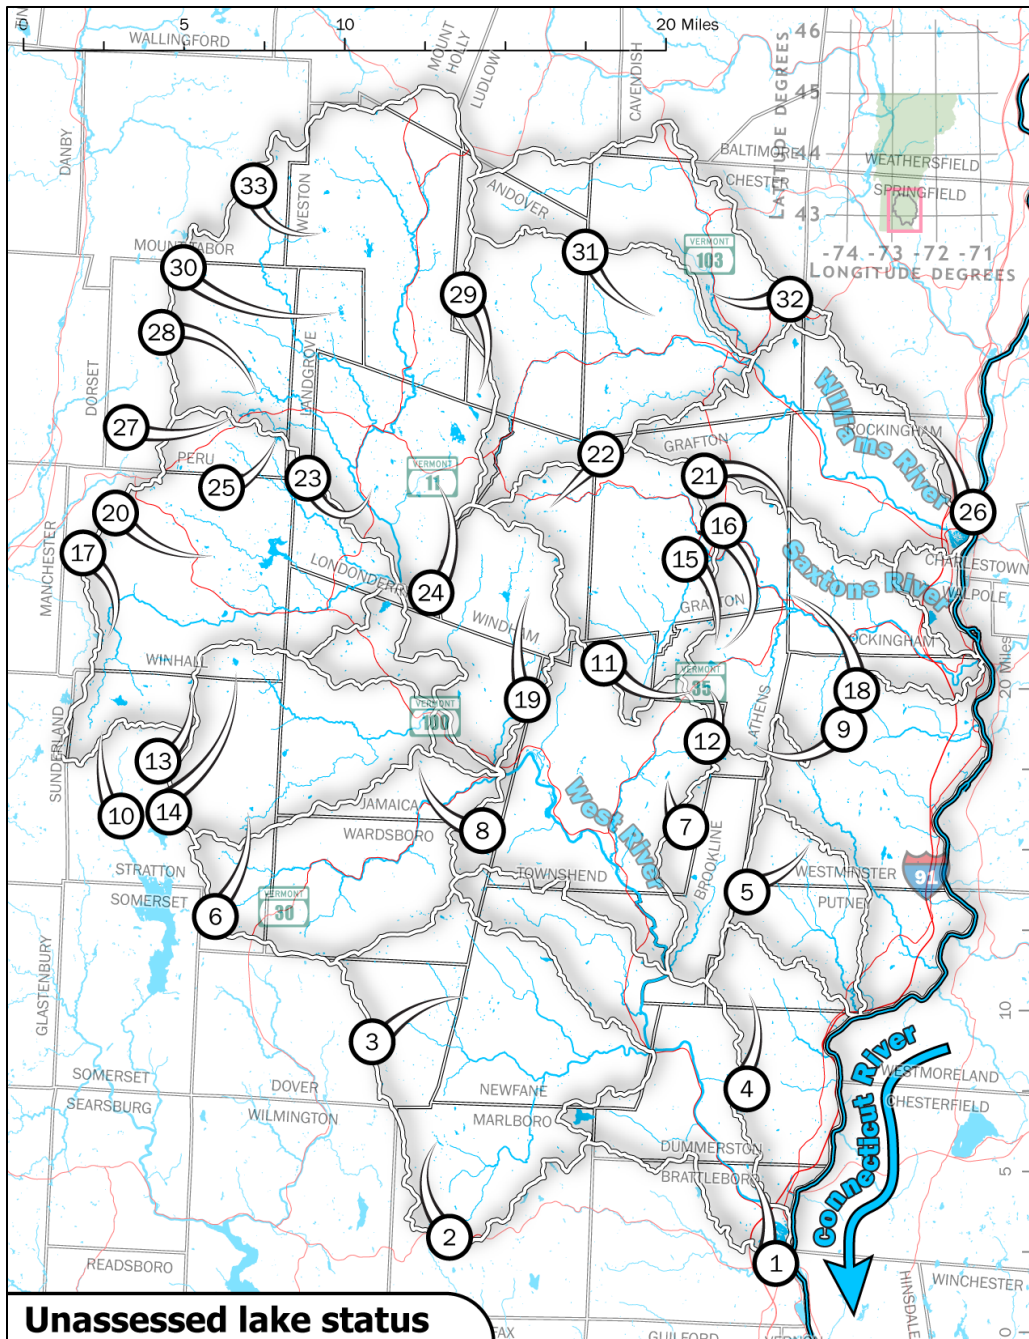 0 5 10 20 Miles
TIN
WALLINGFORD
MOUNT HOLLY
LUDLOW
CAVENDISH
LATITUDE DEGREES
46
45
44
43
-74 -73 -72 -71
LONGITUDE DEGREES
BALTIMORE
WEATHERSFIELD
CHESTER
SPRINGFIELD
DANBY
WESTON
ANDOVER
33
MOUNT TABOR
31
VERMONT
103
30
29
32
28
LANDGROVE
DORSET
Williams River
ROCKINGHAM
27
PERU
GRAFTON
22
VERMONT
11
25
23
21
26
20
16
MANCHESTER
17
15
Saxtons River
CHARLESTOWN
LONDONDERRY
WALPOLE
24
GRAFTON
WINDHAM
OCKINGHAM
20 Miles
WINHALL
11
VERMONT
35
18
19
VERMONT
100
ATHENS
9
12
SUNDERLAND
13
10
14
JAMAICA
West River
8
7
WARDSBORO
BROOKLINE
STRATTON
TOWNSHEND
WESTMINSTER
91
5
SOMERSET
PUTNEY
6
VERMONT
30
GLASTENBURY
10
3
Connecticut River
SOMERSET
DOVER
NEWFANE
4
WESTMORELAND
SEARSBURG
WILMINGTON
MARLBORO
CHESTERFIELD
DUMMERSTON
BRATTLEBORO
5
2
1
READSBORO
WINCHESTER
HINSDALE
Unassessed lake status
FAX
GUILFORD
VERNON
0